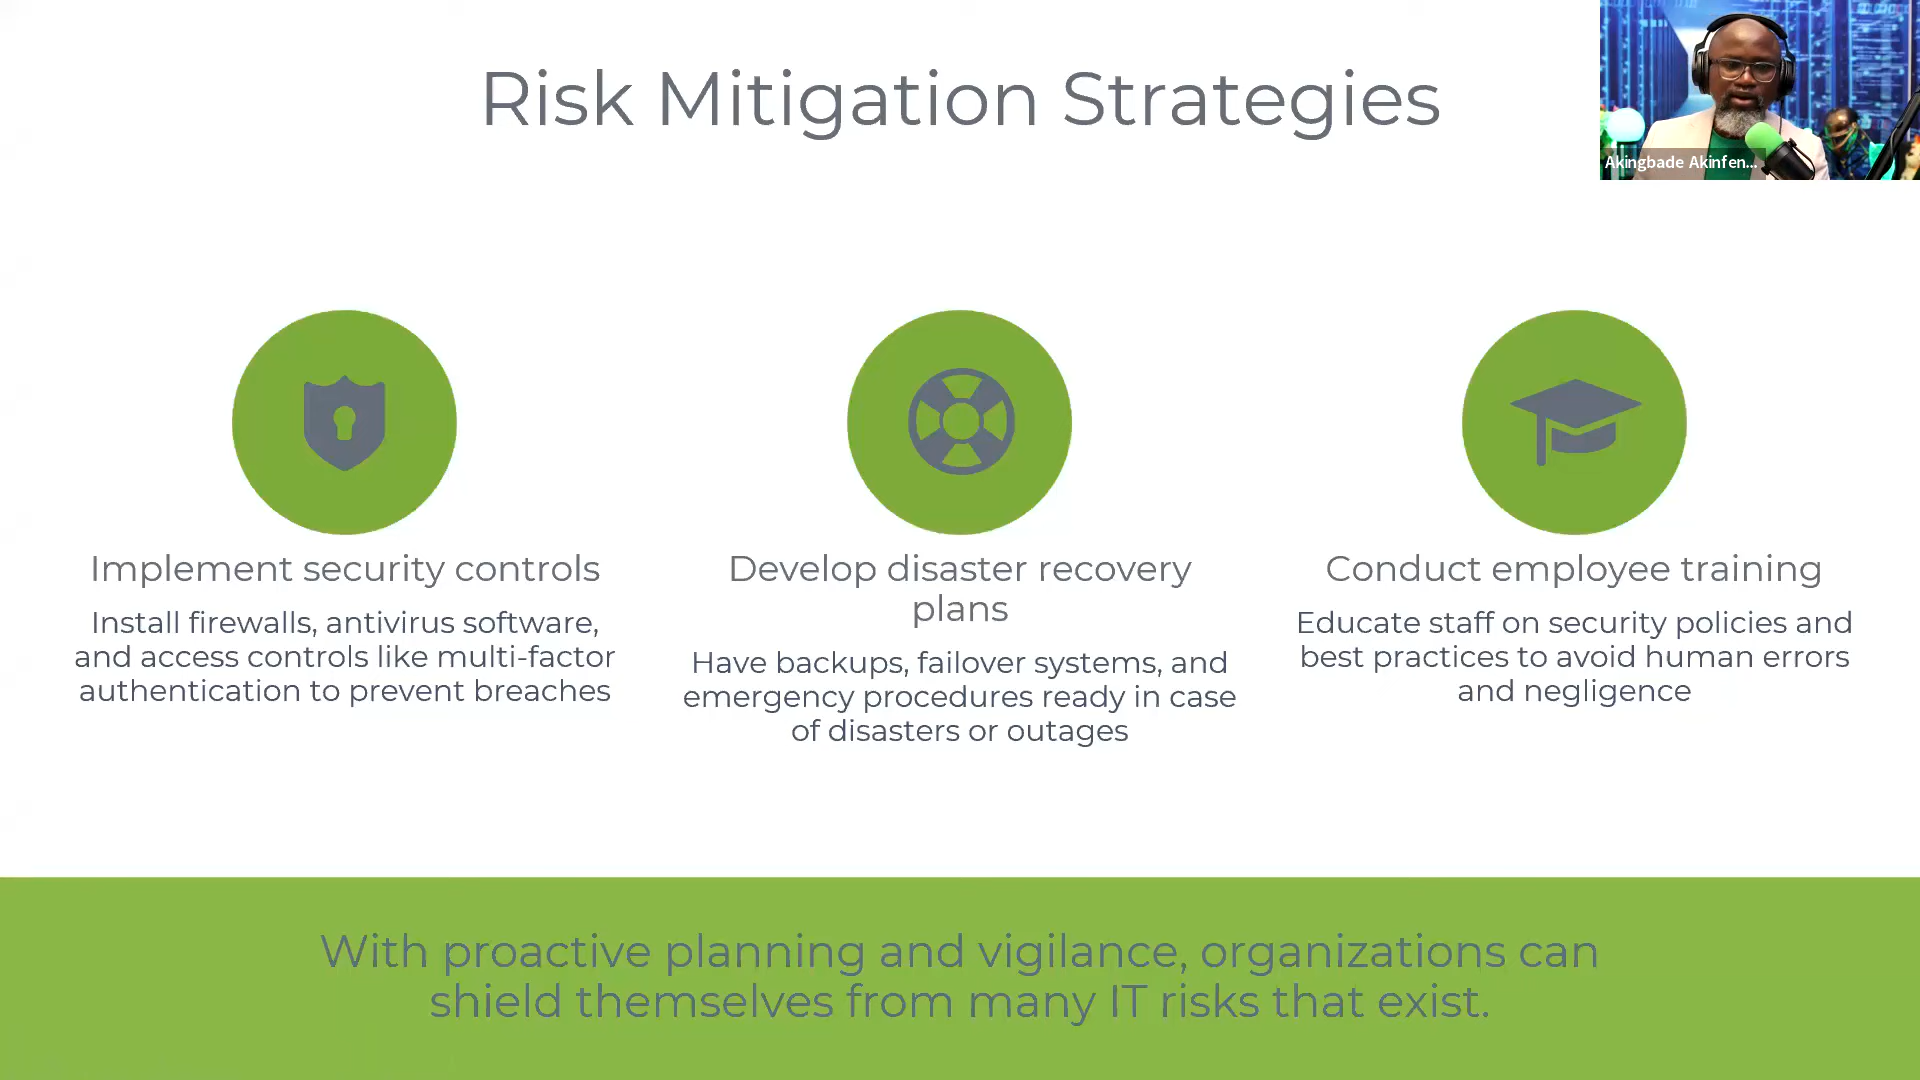 Risk Mitigation Strategies
Akingbade Akinfen...
Implement security controls
Install firewalls, antivirus software,
and access controls like multi-factor
authentication to prevent breaches
Develop disaster recovery
plans
Have backups, failover systems, and
emergency procedures ready in case
of disasters or outages
Conduct employee training
Educate staff on security policies and
best practices to avoid human errors
and negligence
With proactive planning and vigilance, organizations can
shield themselves from many IT risks that exist.